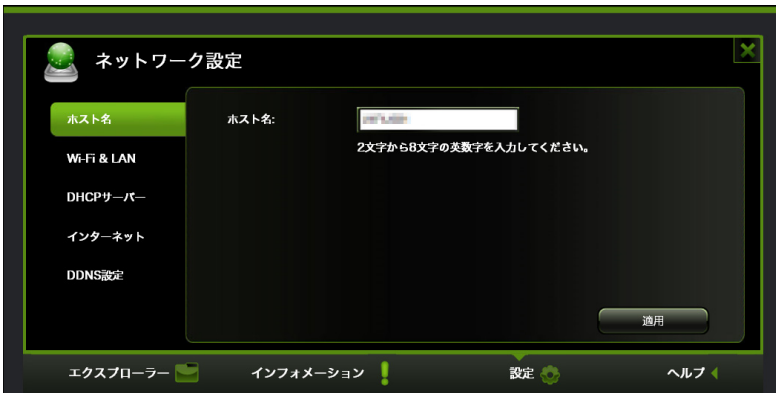 ネットワーク設定
ホスト名
ホスト名:
2文字から8文字の英数字を入力してください。
Wi-Fi & LAN
DHCPサーバー
インターネット
DDNS設定
適用
エクスプローラー
インフォメーション
設定
ヘルプ